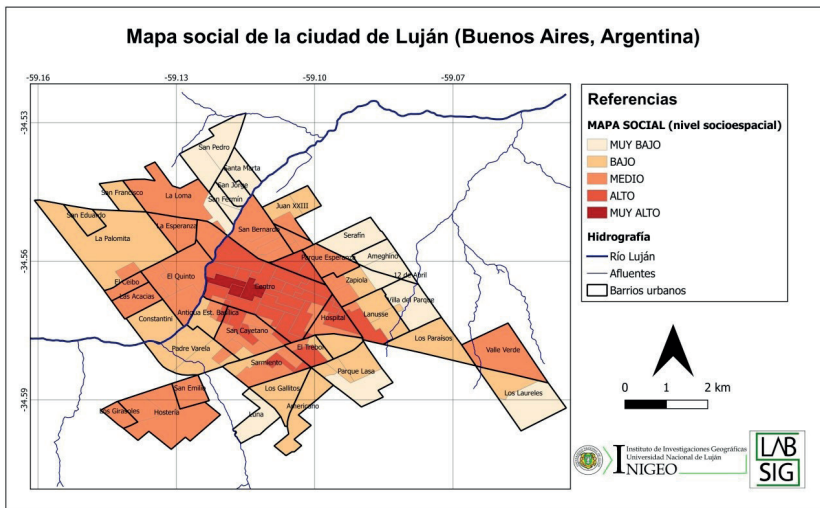 Mapa social de la ciudad de Luján (Buenos Aires, Argentina)
-59.16
-59.13
-59.10
-59.07
-34.53
-34.56
-34.59
San Pedro
Santa Marta
San Jorge
San Fermín
San Francisco
La Loma
Juan XXIII
San Eduardo
La Esperanza
San Bernardo
Serafín
La Palomita
Parque Esperanza
Ameghino
El Ceibo
El Quinto
Centro
Zapiola
12 de Abril
Las Acacias
Villa del Parque
Constantini
Antigua Est. Basílica
Hospital
Lanusse
San Cayetano
Los Paraísos
Padre Varela
El Trébol
Valle Verde
Sarmiento
Parque Lasa
San Emilio
Los Gallitos
Los Laureles
Los Girasoles
Hostería
Luna
Americano
Referencias
MAPA SOCIAL (nivel socioespacial)
MUY BAJO
BAJO
MEDIO
ALTO
MUY ALTO
Hidrografía
Río Luján
Afluentes
Barrios urbanos
0 1 2 km
Instituto de Investigaciones Geográficas
Universidad Nacional de Luján
INIGEO
LAB
SIG